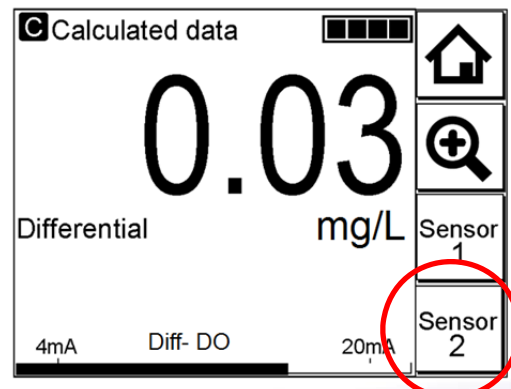 C Calculated data
0.03
Differential mg/L
Sensor
1
Sensor
2
4mA Diff- DO 20mA